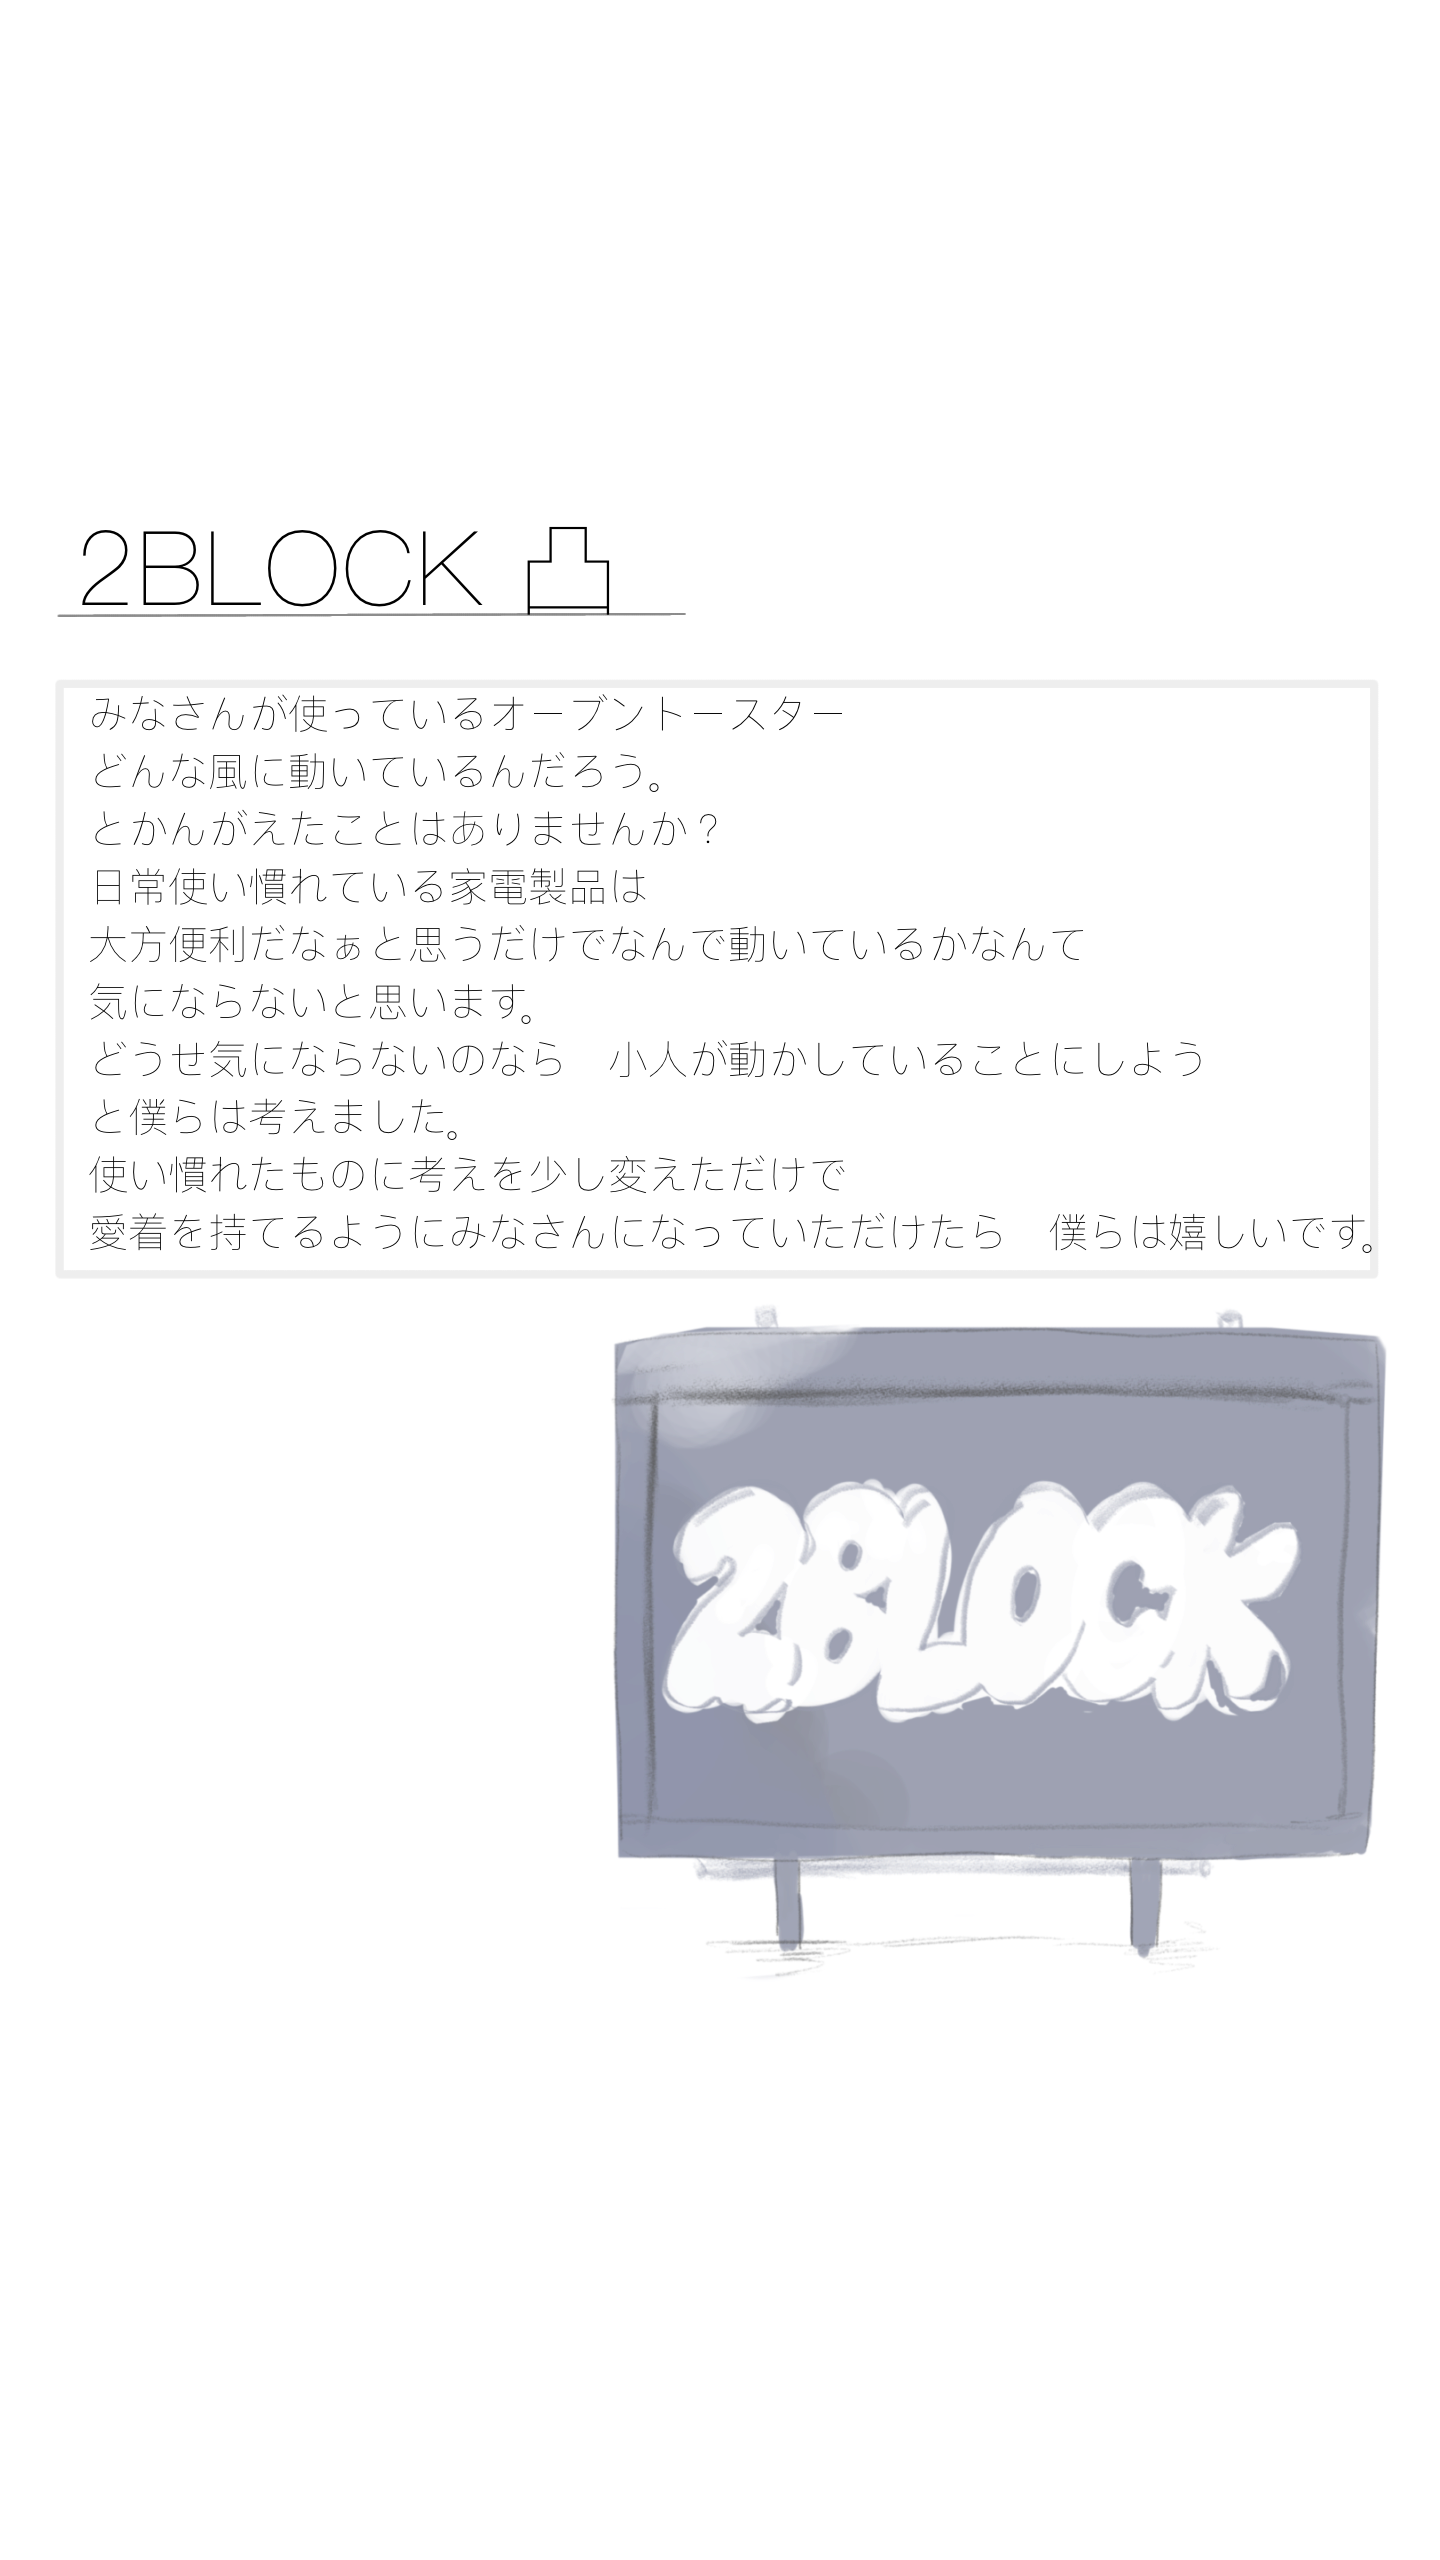 2BLOCK
みなさんが使っているオーブントースター
どんな風に動いているんだろう。
とかんがえたことはありませんか？
日常使い慣れている家電製品は
大方便利だなぁと思うだけでなんで動いているかなんて
気にならないと思います。
どうせ気にならないのなら　小人が動かしていることにしよう
と僕らは考えました。
使い慣れたものに考えを少し変えただけで
愛着を持てるようにみなさんになっていただけたら　僕らは嬉しいです。
2BLOCK